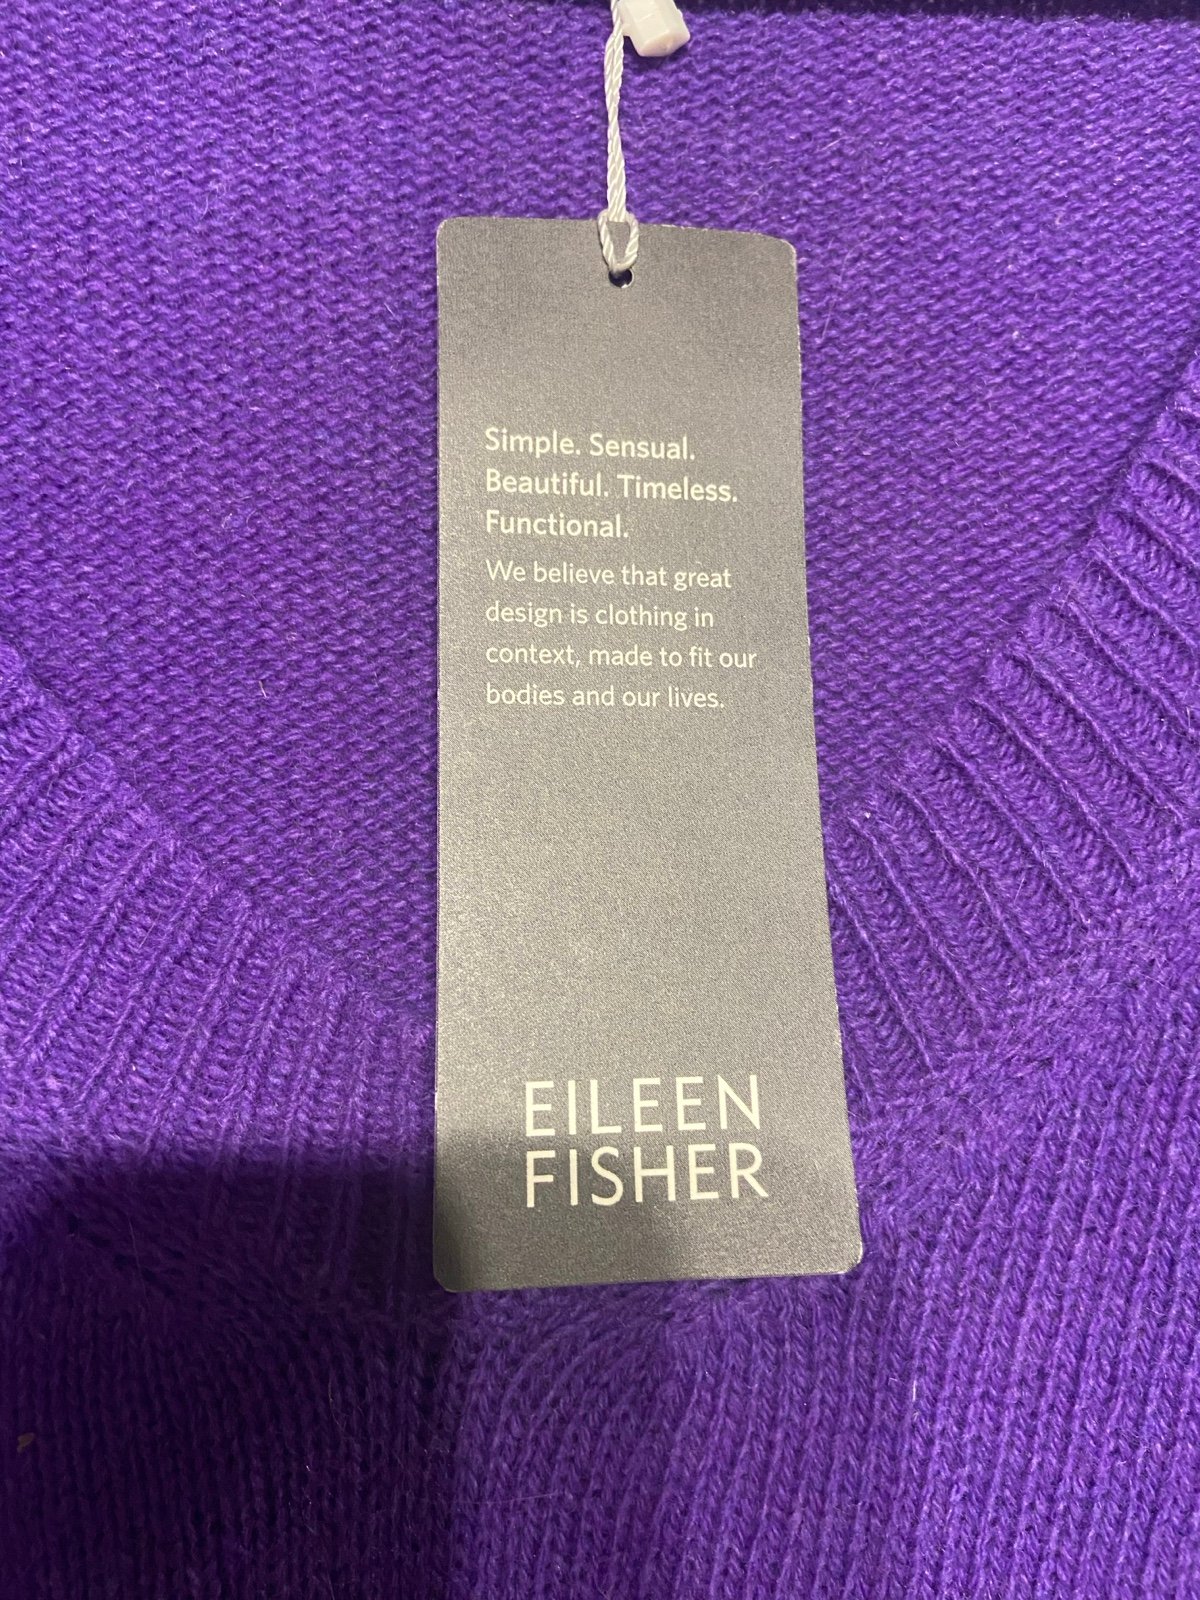 Simple. Sensual.
Beautiful. Timeless.
Functional.
We believe that great
design is clothing in
context, made to fit our
bodies and our lives.
EILEEN
FISHER